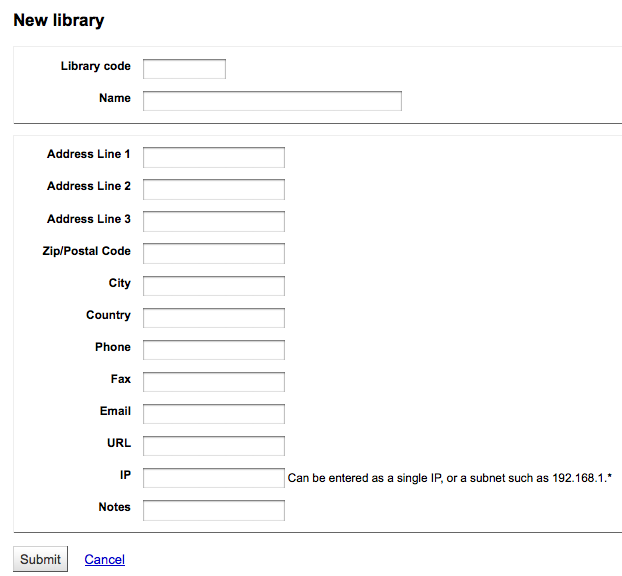 New library
Library code
Name
Address Line 1
Address Line 2
Address Line 3
Zip/Postal Code
City
Country
Phone
Fax
Email
URL
IP Can be entered as a single IP, or a subnet such as 192.168.1.*
Notes
Submit Cancel